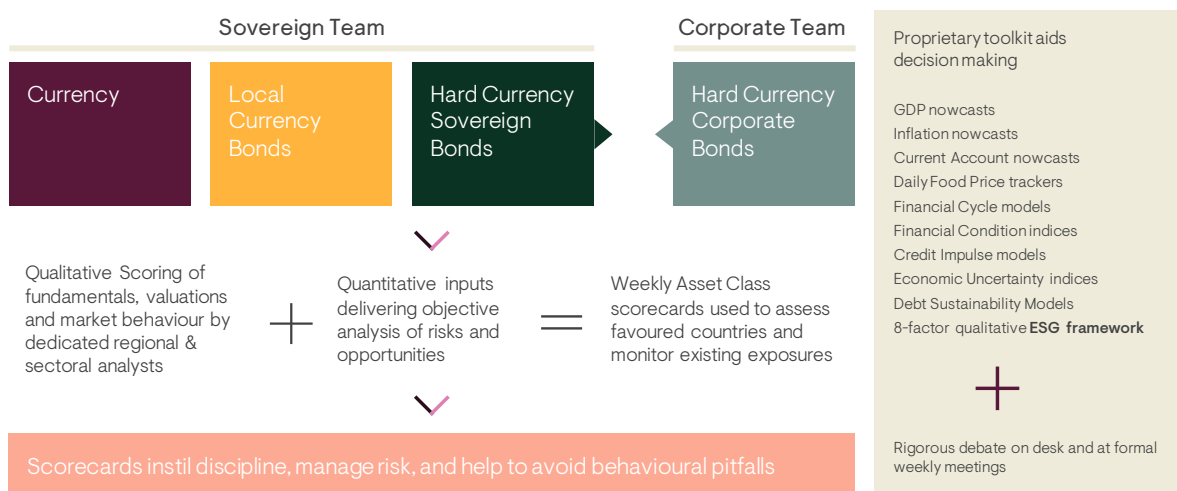 Sovereign Team
Corporate Team
Currency
Local
Currency
Bonds
Hard Currency
Sovereign
Bonds
Hard Currency
Corporate
Bonds
Qualitative Scoring of
fundamentals, valuations
and market behaviour by
dedicated regional &
sectoral analysts
+
Quantitative inputs
delivering objective
analysis of risks and
opportunities
=
Weekly Asset Class
scorecards used to assess
favoured countries and
monitor existing exposures
Scorecards instil discipline, manage risk, and help to avoid behavioural pitfalls
Proprietary toolkit aids
decision making
GDP nowcasts
Inflation nowcasts
Current Account nowcasts
Daily Food Price trackers
Financial Cycle models
Financial Condition indices
Credit Impulse models
Economic Uncertainty indices
Debt Sustainability Models
8-factor qualitative ESG framework
+
Rigorous debate on desk and at formal
weekly meetings